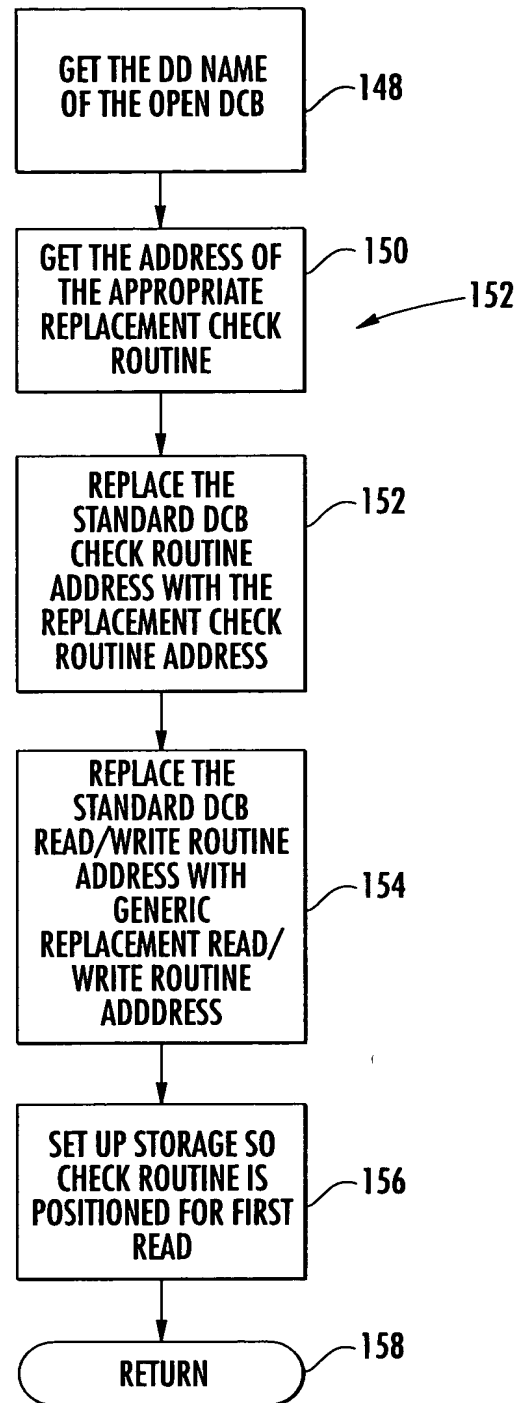 GET THE DD NAME
OF THE OPEN DCB
148
GET THE ADDRESS OF
THE APPROPRIATE
REPLACEMENT CHECK
ROUTINE
150
152
REPLACE THE
STANDARD DCB
CHECK ROUTINE
ADDRESS WITH THE
REPLACEMENT CHECK
ROUTINE ADDRESS
152
REPLACE THE
STANDARD DCB
READ/WRITE ROUTINE
ADDRESS WITH
GENERIC
REPLACEMENT READ/
WRITE ROUTINE
ADDDRESS
154
SET UP STORAGE SO
CHECK ROUTINE IS
POSITIONED FOR FIRST
READ
156
RETURN
158